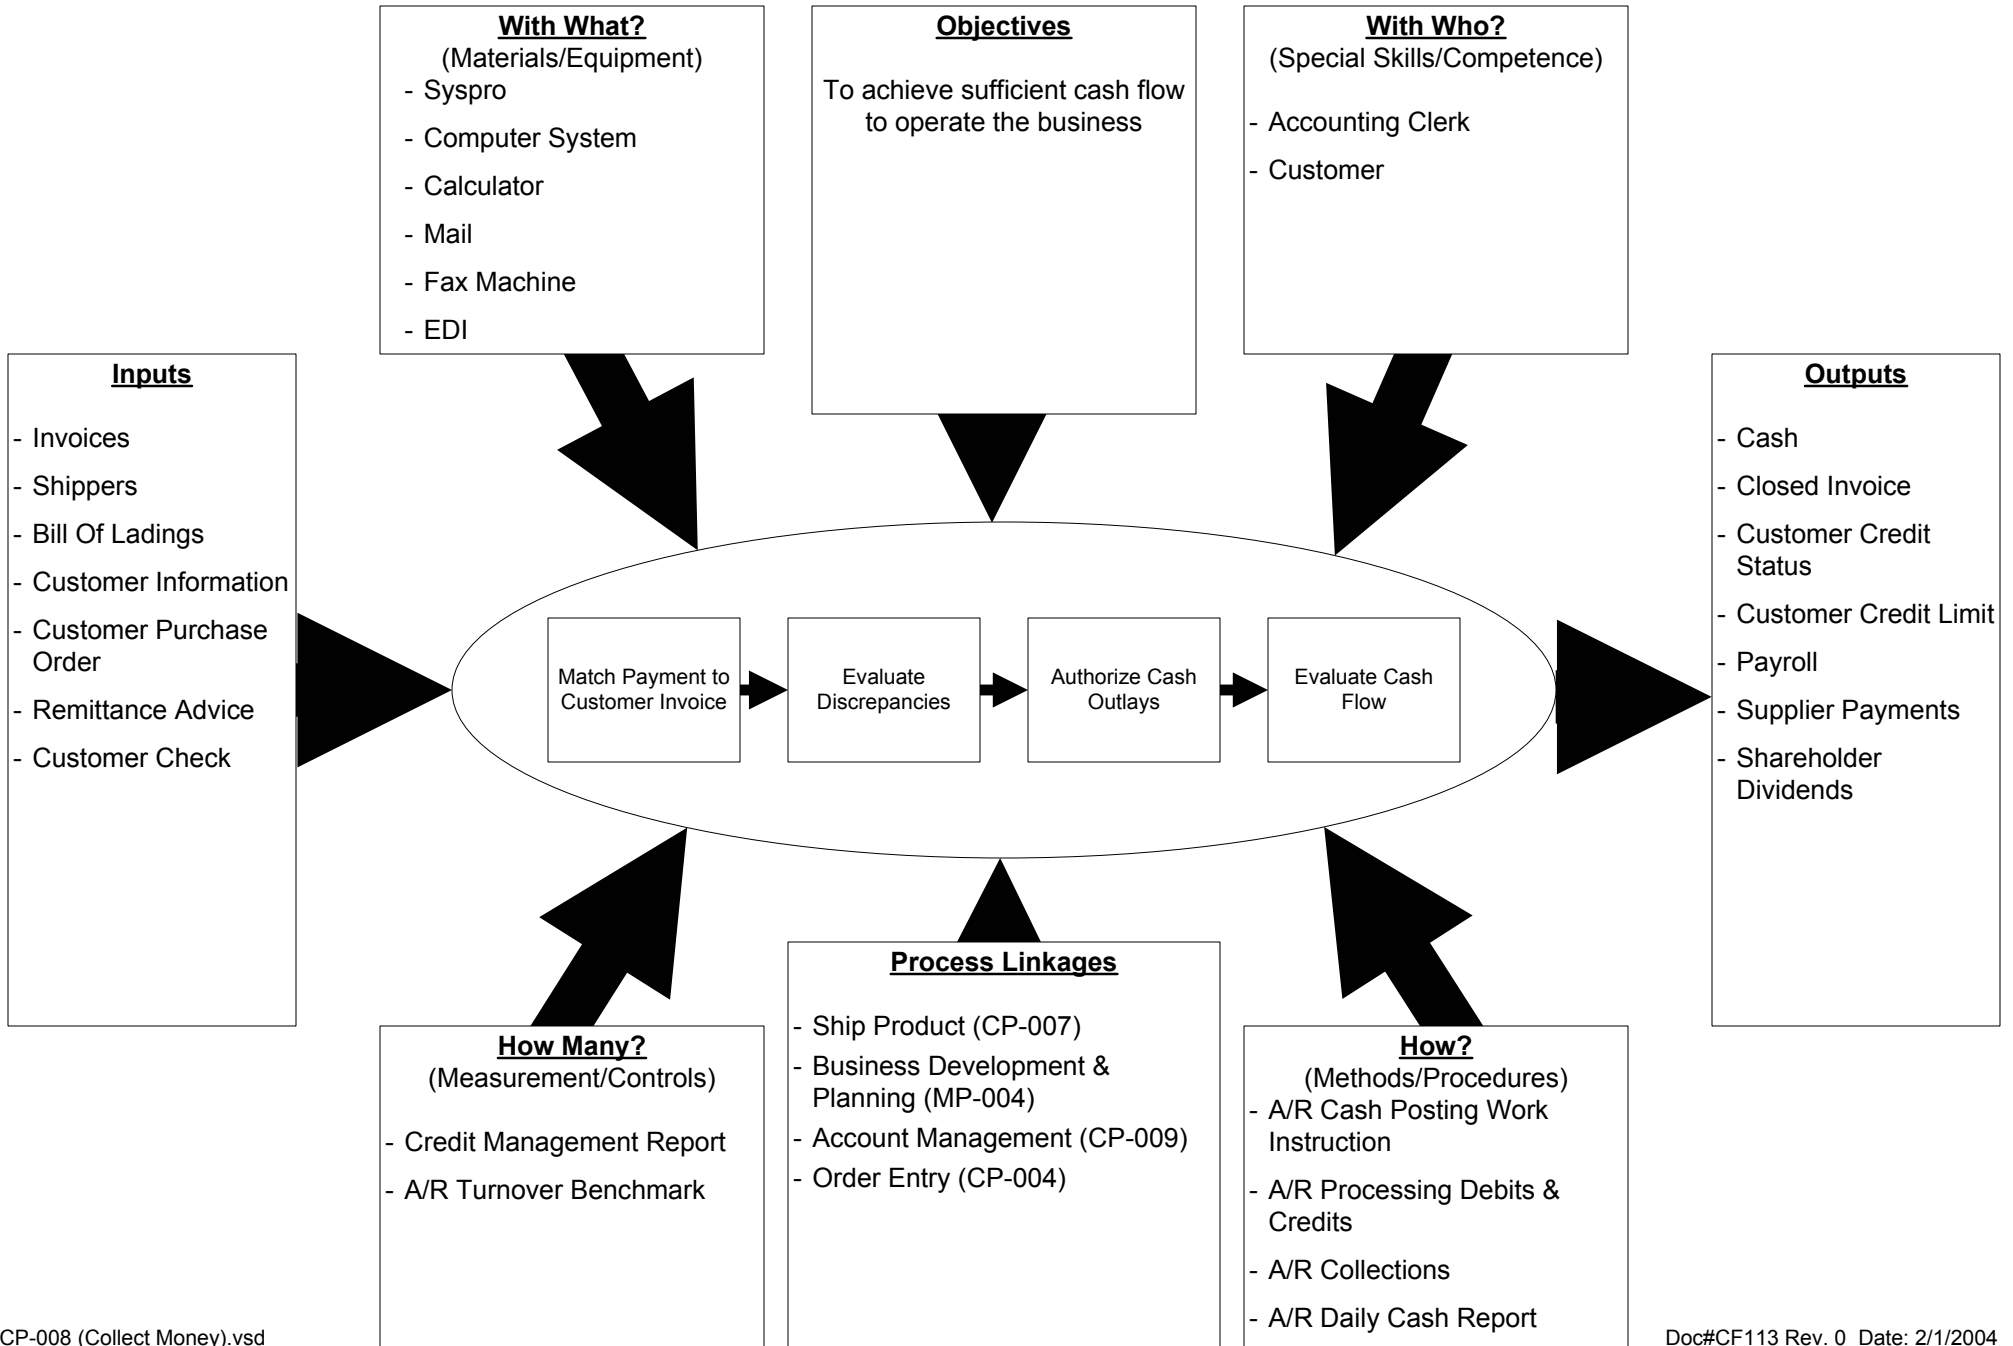 With What?
(Materials/Equipment)
- Syspro
- Computer System
- Calculator
- Mail
- Fax Machine
- EDI
Objectives
To achieve sufficient cash flow
to operate the business
With Who?
(Special Skills/Competence)
- Accounting Clerk
- Customer
Inputs
- Invoices
- Shippers
- Bill Of Ladings
- Customer Information
- Customer Purchase
Order
- Remittance Advice
- Customer Check
Match Payment to
Customer Invoice
Evaluate
Discrepancies
Authorize Cash
Outlays
Evaluate Cash
Flow
Outputs
- Cash
- Closed Invoice
- Customer Credit
Status
- Customer Credit Limit
- Payroll
- Supplier Payments
- Shareholder
Dividends
How Many?
(Measurement/Controls)
- Credit Management Report
- A/R Turnover Benchmark
Process Linkages
- Ship Product (CP-007)
- Business Development &
Planning (MP-004)
- Account Management (CP-009)
- Order Entry (CP-004)
How?
(Methods/Procedures)
- A/R Cash Posting Work
Instruction
- A/R Processing Debits &
Credits
- A/R Collections
- A/R Daily Cash Report
CP-008 (Collect Money).vsd
Doc#CF113 Rev. 0 Date: 2/1/2004